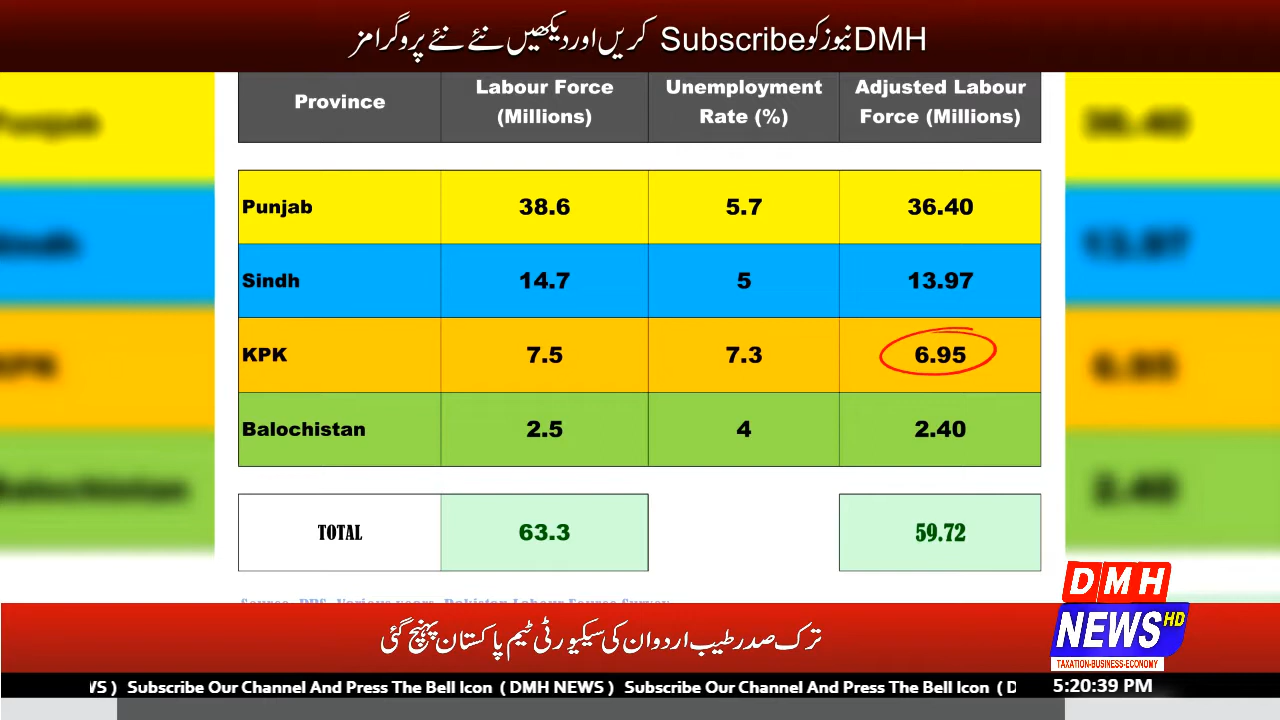 DMH نیوز کو Subscribe کریں اور دیکھیں نئے نئے پروگرامز
Province Labour Force (Millions) Unemployment Rate (%) Adjusted Labour Force (Millions)
Punjab 38.6 5.7 36.40
Sindh 14.7 5 13.97
KPK 7.5 7.3 6.95
Balochistan 2.5 4 2.40
TOTAL 63.3 59.72
ترک صدر طیب اردوان کی سیکیورٹی ٹیم پاکستان پہنچ گئی
DMH
NEWS HD
TAXATION-BUSINESS-ECONOMY
Subscribe Our Channel And Press The Bell Icon ( DMH NEWS ) Subscribe Our Channel And Press The Bell Icon ( D
5:20:39 PM